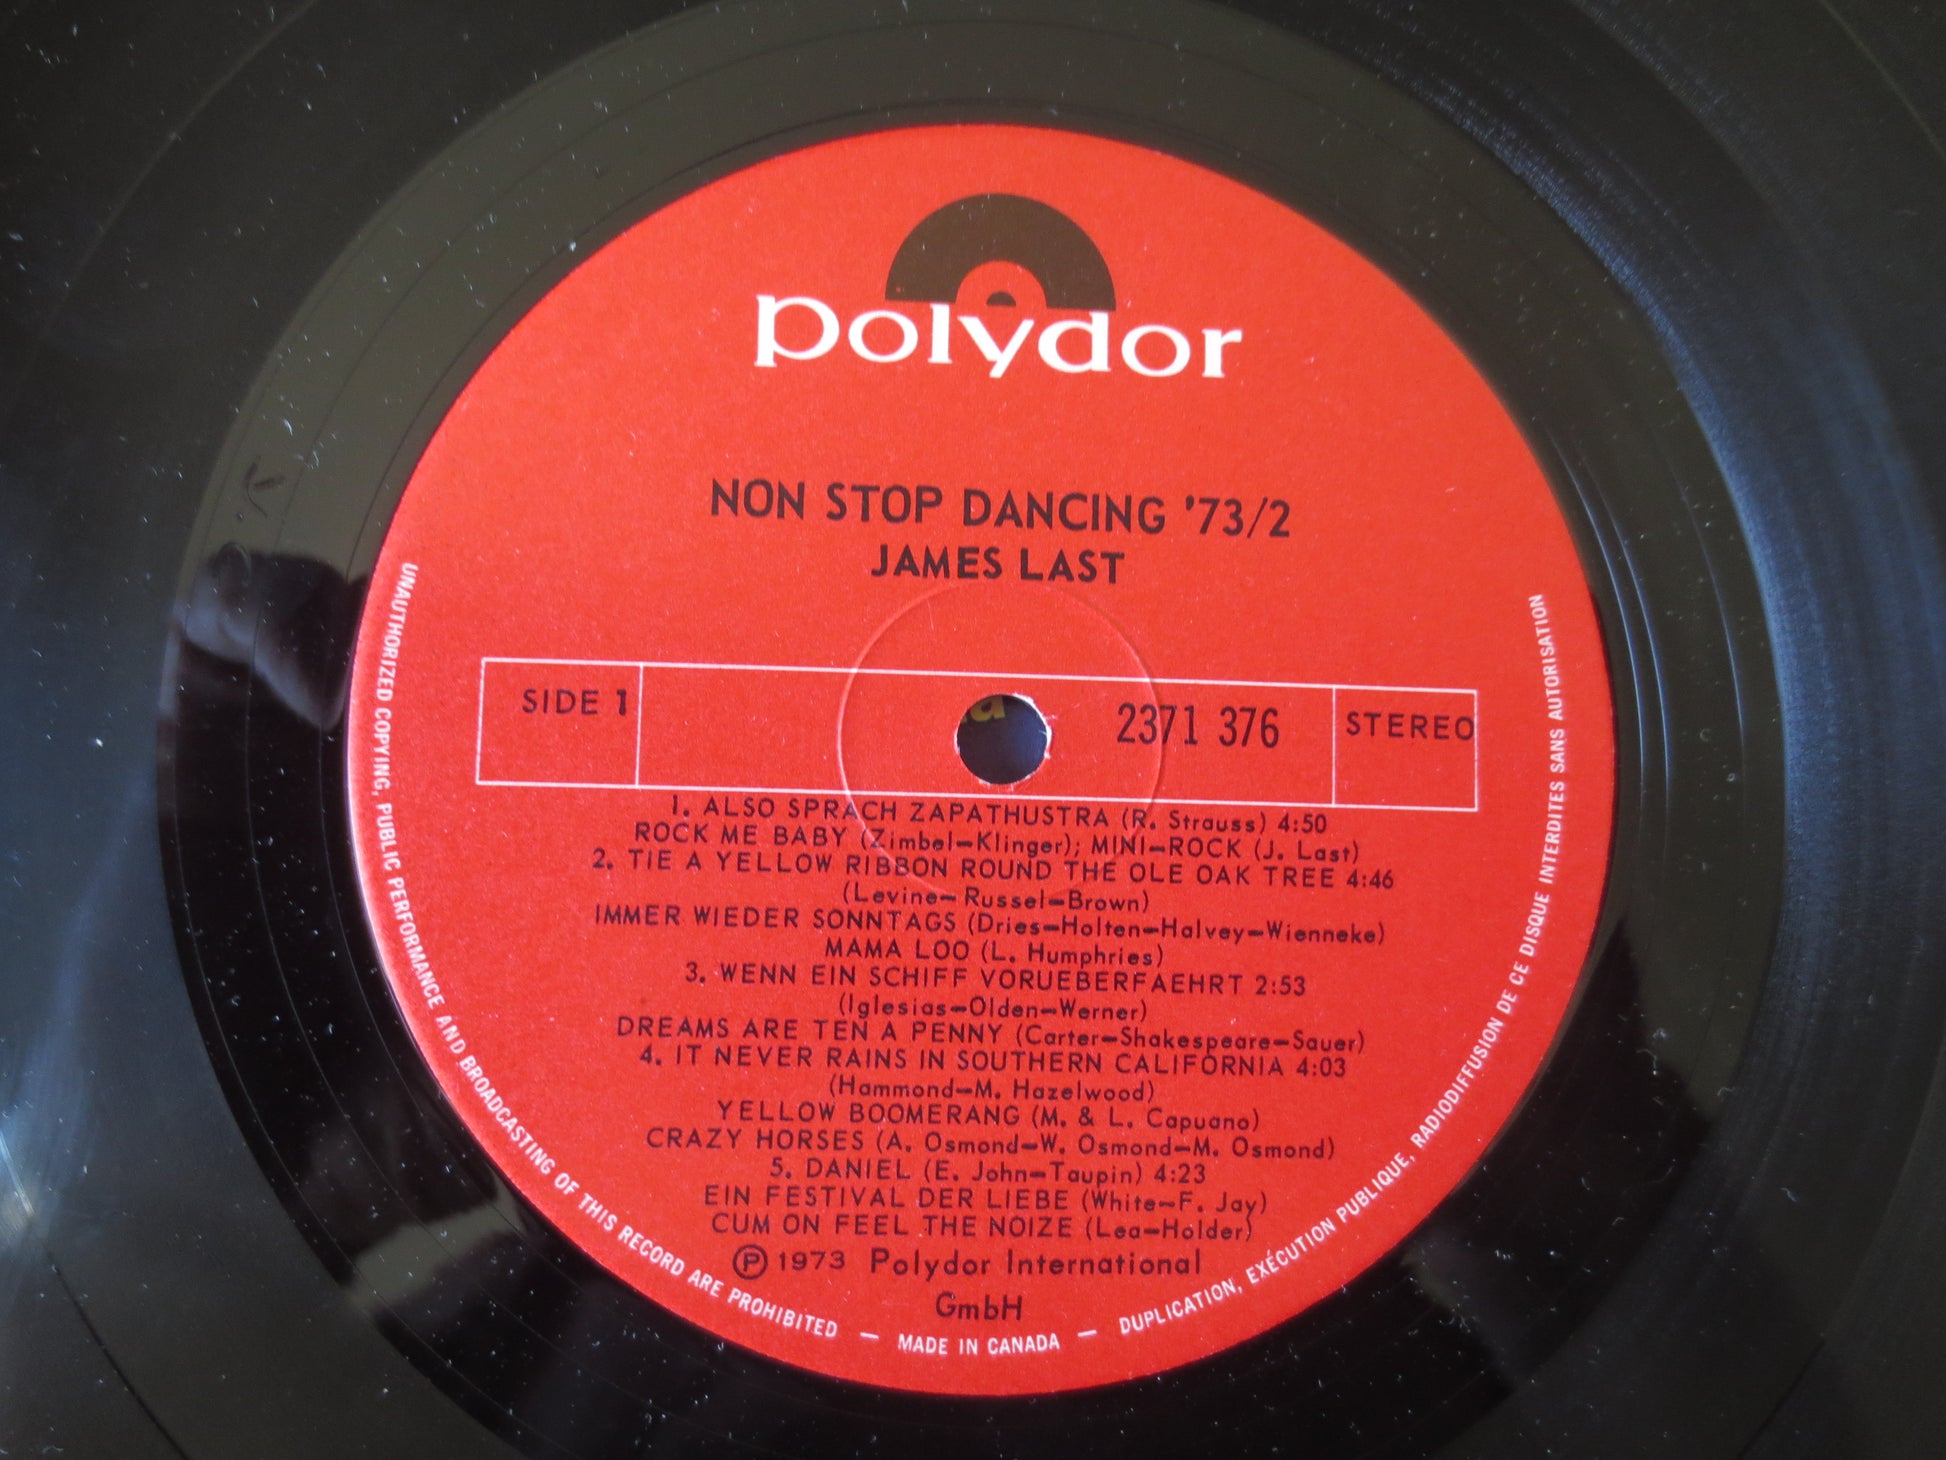 polydor
NON STOP DANCING '73/2
JAMES LAST
SIDE 1
2371 376
STEREO
1. ALSO SPRACH ZAPATHUSTRA (R. Strauss) 4:50
ROCK ME BABY (Zimbel-Klinger); MINI-ROCK (J. Last)
2. TIE A YELLOW RIBBON ROUND THE OLE OAK TREE 4:46
(Levine-Russel-Brown)
IMMER WIEDER SONNTAGS (Dries-Holten-Halvey-Wienneke)
MAMA LOO (L. Humphries)
3. WENN EIN SCHIFF VORUEBERFAEHRT 2:53
(Iglesias-Olden-Werner)
DREAMS ARE TEN A PENNY (Carter-Shakespeare-Sauer)
4. IT NEVER RAINS IN SOUTHERN CALIFORNIA 4:03
(Hammond-M. Hazelwood)
YELLOW BOOMERANG (M. & L. Capuano)
CRAZY HORSES (A. Osmond-W. Osmond-M. Osmond)
5. DANIEL (E. John-Taupin) 4:23
EIN FESTIVAL DER LIEBE (White-F. Jay)
CUM ON FEEL THE NOIZE (Lea-Holder)
Ⓟ 1973 Polydor International
GmbH
UNAUTHORIZED COPYING, PUBLIC PERFORMANCE AND BROADCASTING OF THIS RECORD ARE PROHIBITED — MADE IN CANADA — DUPLICATION, EXÉCUTION PUBLIQUE, RADIODIFFUSION DE CE DISQUE INTERDITES SANS AUTORISATION